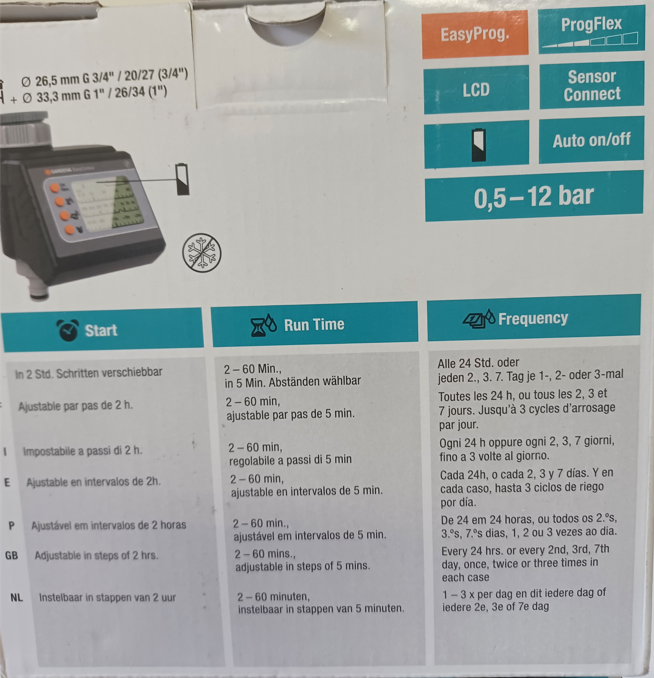 Ø 26,5 mm G 3/4" / 20/27 (3/4")
+ Ø 33,3 mm G 1" / 26/34 (1")
EasyProg.
ProgFlex
LCD
Sensor
Connect
Auto on/off
0,5–12 bar
GARDENA
Start
Run Time
Frequency
In 2 Std. Schritten verschiebbar
2 – 60 Min.,
in 5 Min. Abständen wählbar
Alle 24 Std. oder
jeden 2., 3. 7. Tag je 1-, 2- oder 3-mal
Ajustable par pas de 2 h.
2 – 60 min,
ajustable par pas de 5 min.
Toutes les 24 h, ou tous les 2, 3 et
7 jours. Jusqu'à 3 cycles d'arrosage
par jour.
I Impostabile a passi di 2 h.
2 – 60 min,
regolabile a passi di 5 min
Ogni 24 h oppure ogni 2, 3, 7 giorni,
fino a 3 volte al giorno.
E Ajustable en intervalos de 2h.
2 – 60 min,
ajustable en intervalos de 5 min.
Cada 24h, o cada 2, 3 y 7 días. Y en
cada caso, hasta 3 ciclos de riego
por día.
P Ajustável em intervalos de 2 horas
2 – 60 min.,
ajustável em intervalos de 5 min.
De 24 em 24 horas, ou todos os 2.ºs,
3.ºs, 7.ºs dias, 1, 2 ou 3 vezes ao dia.
GB Adjustable in steps of 2 hrs.
2 – 60 mins.,
adjustable in steps of 5 mins.
Every 24 hrs. or every 2nd, 3rd, 7th
day, once, twice or three times in
each case
NL Instelbaar in stappen van 2 uur
2 – 60 minuten,
instelbaar in stappen van 5 minuten.
1 – 3 x per dag en dit iedere dag of
iedere 2e, 3e of 7e dag